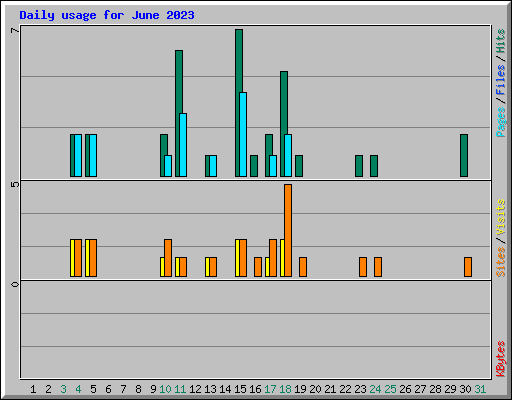 Daily usage for June 2023
7
5
0
Pages / Files / Hits
Sites / Visits
KBytes
1 2 3 4 5 6 7 8 9 10 11 12 13 14 15 16 17 18 19 20 21 22 23 24 25 26 27 28 29 30 31